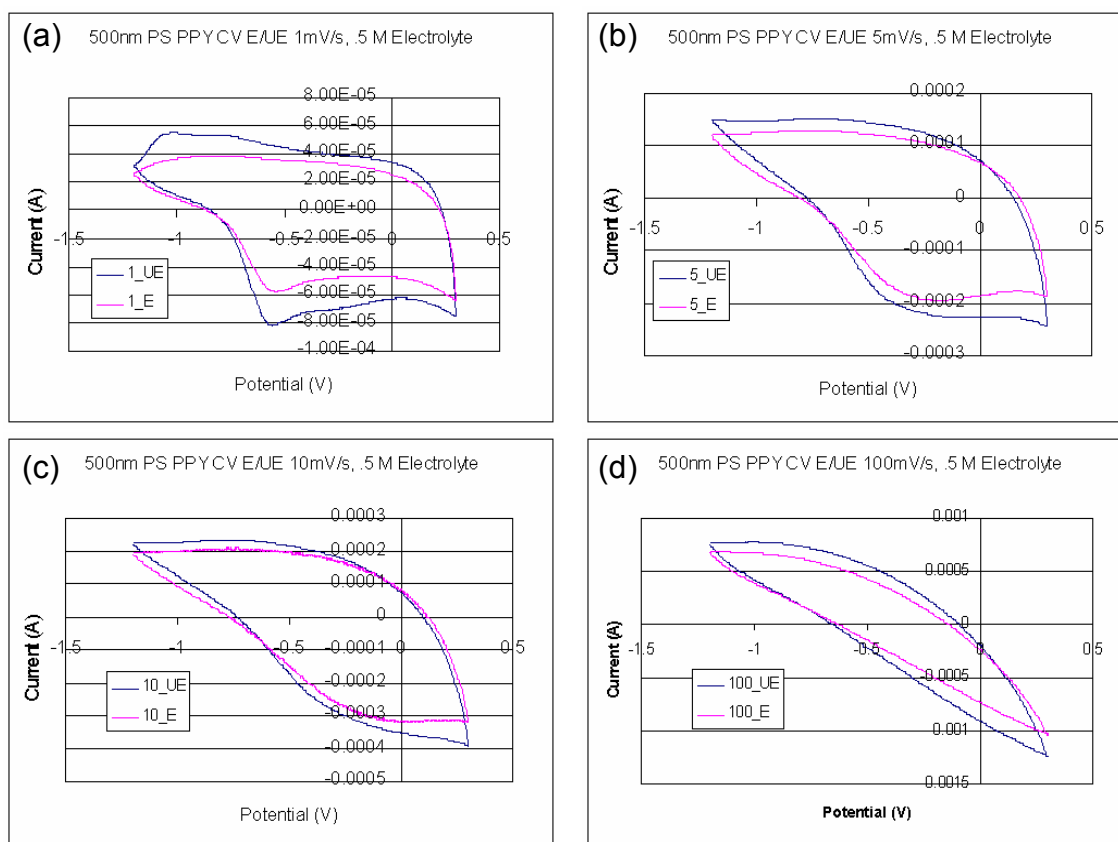 (a)
500nm PS PPY CV E/UE 1mV/s, .5 M Electrolyte
8.00E-05
6.00E-05
4.00E-05
2.00E-05
0.00E+00
-2.00E-05
-4.00E-05
-6.00E-05
-8.00E-05
-1.00E-04
-1.5
-1
-0.5
0
0.5
Current (A)
1_UE
1_E
Potential (V)
(b)
500nm PS PPY CV E/UE 5mV/s, .5 M Electrolyte
0.0002
0.0001
0
-0.0001
-0.0002
-0.0003
-1.5
-1
-0.5
0
0.5
Current (A)
5_UE
5_E
Potential (V)
(c)
500nm PS PPY CV E/UE 10mV/s, .5 M Electrolyte
0.0003
0.0002
0.0001
0
-0.0001
-0.0002
-0.0003
-0.0004
-0.0005
-1.5
-1
-0.5
0
0.5
Current (A)
10_UE
10_E
Potential (V)
(d)
500nm PS PPY CV E/UE 100mV/s, .5 M Electrolyte
0.001
0.0005
0
-0.0005
-0.001
-0.0015
-1.5
-1
-0.5
0
0.5
Current (A)
100_UE
100_E
Potential (V)